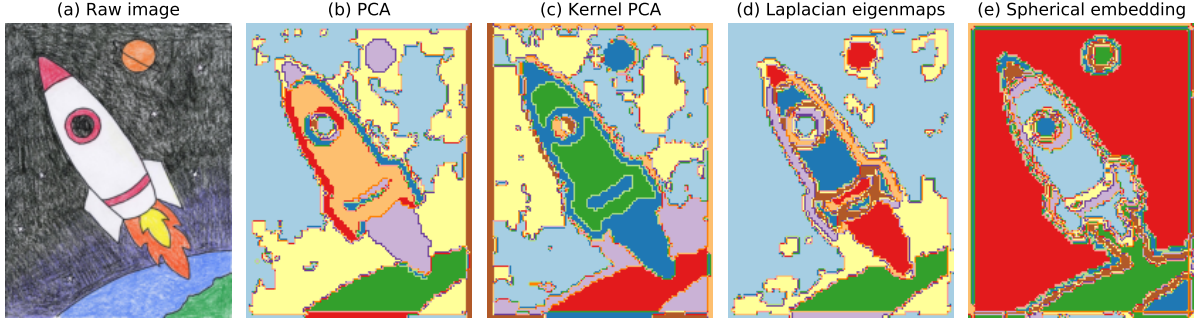 (a) Raw image
(b) PCA
(c) Kernel PCA
(d) Laplacian eigenmaps
(e) Spherical embedding